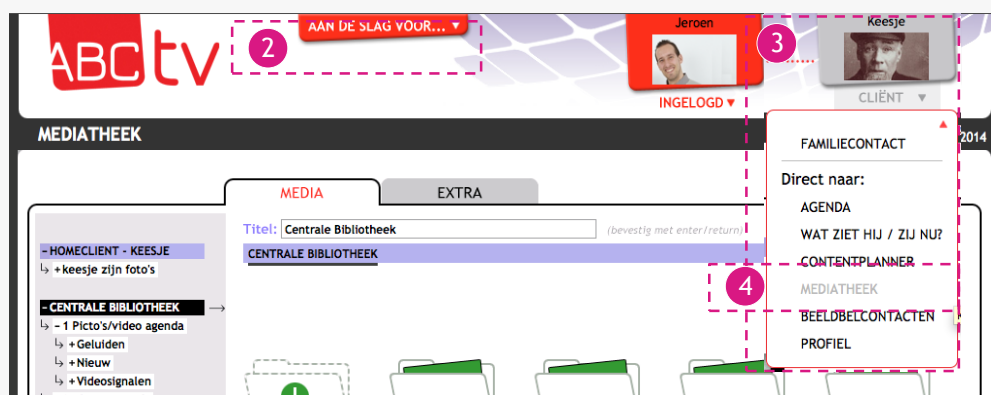 ABCtv
2
AAN DE SLAG VOOR... ▼
Jeroen
INGELOGD ▼
3
Keesje
CLIËNT ▼
MEDIATHEEK
2014
FAMILIECONTACT
Direct naar:
AGENDA
WAT ZIET HIJ / ZIJ NU?
CONTENTPLANNER
4
MEDIATHEEK
BEELDBELCONTACTEN
PROFIEL
MEDIA
EXTRA
Titel: Centrale Bibliotheek
(bevestig met enter/return)
CENTRALE BIBLIOTHEEK
- HOMECLIENT - KEESJE
↳ + keesje zijn foto's
- CENTRALE BIBLIOTHEEK →
↳ - 1 Picto's/video agenda
↳ + Geluiden
↳ + Nieuw
↳ + Videosignalen